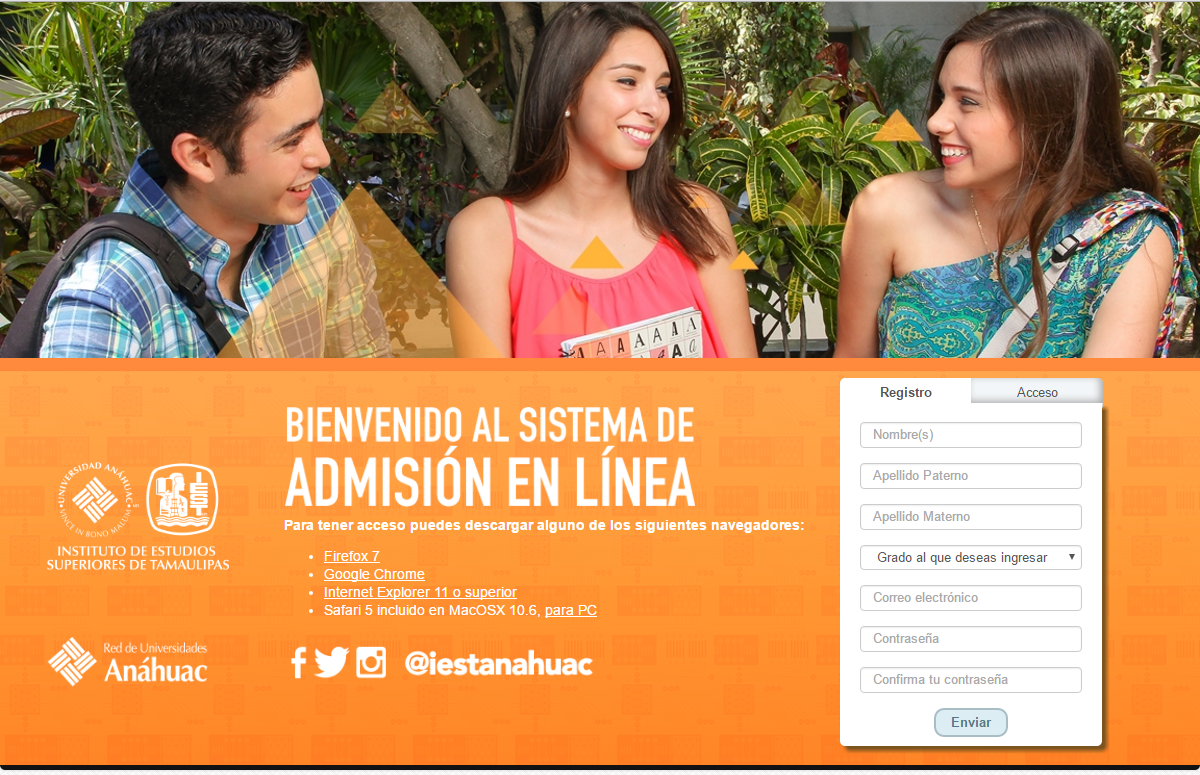 A A A A A
A a
Registro
Acceso
BIENVENIDO AL SISTEMA DE
ADMISIÓN EN LÍNEA
Para tener acceso puedes descargar alguno de los siguientes navegadores:
Firefox 7
Google Chrome
Internet Explorer 11 o superior
Safari 5 incluido en MacOSX 10.6, para PC
@iestanahuac
UNIVERSIDAD ANÁHUAC
VINCE IN BONO MALUM
IEST
INSTITUTO DE ESTUDIOS
SUPERIORES DE TAMAULIPAS
Red de Universidades
Anáhuac
Nombre(s)
Apellido Paterno
Apellido Materno
Grado al que deseas ingresar
Correo electrónico
Contraseña
Confirma tu contraseña
Enviar